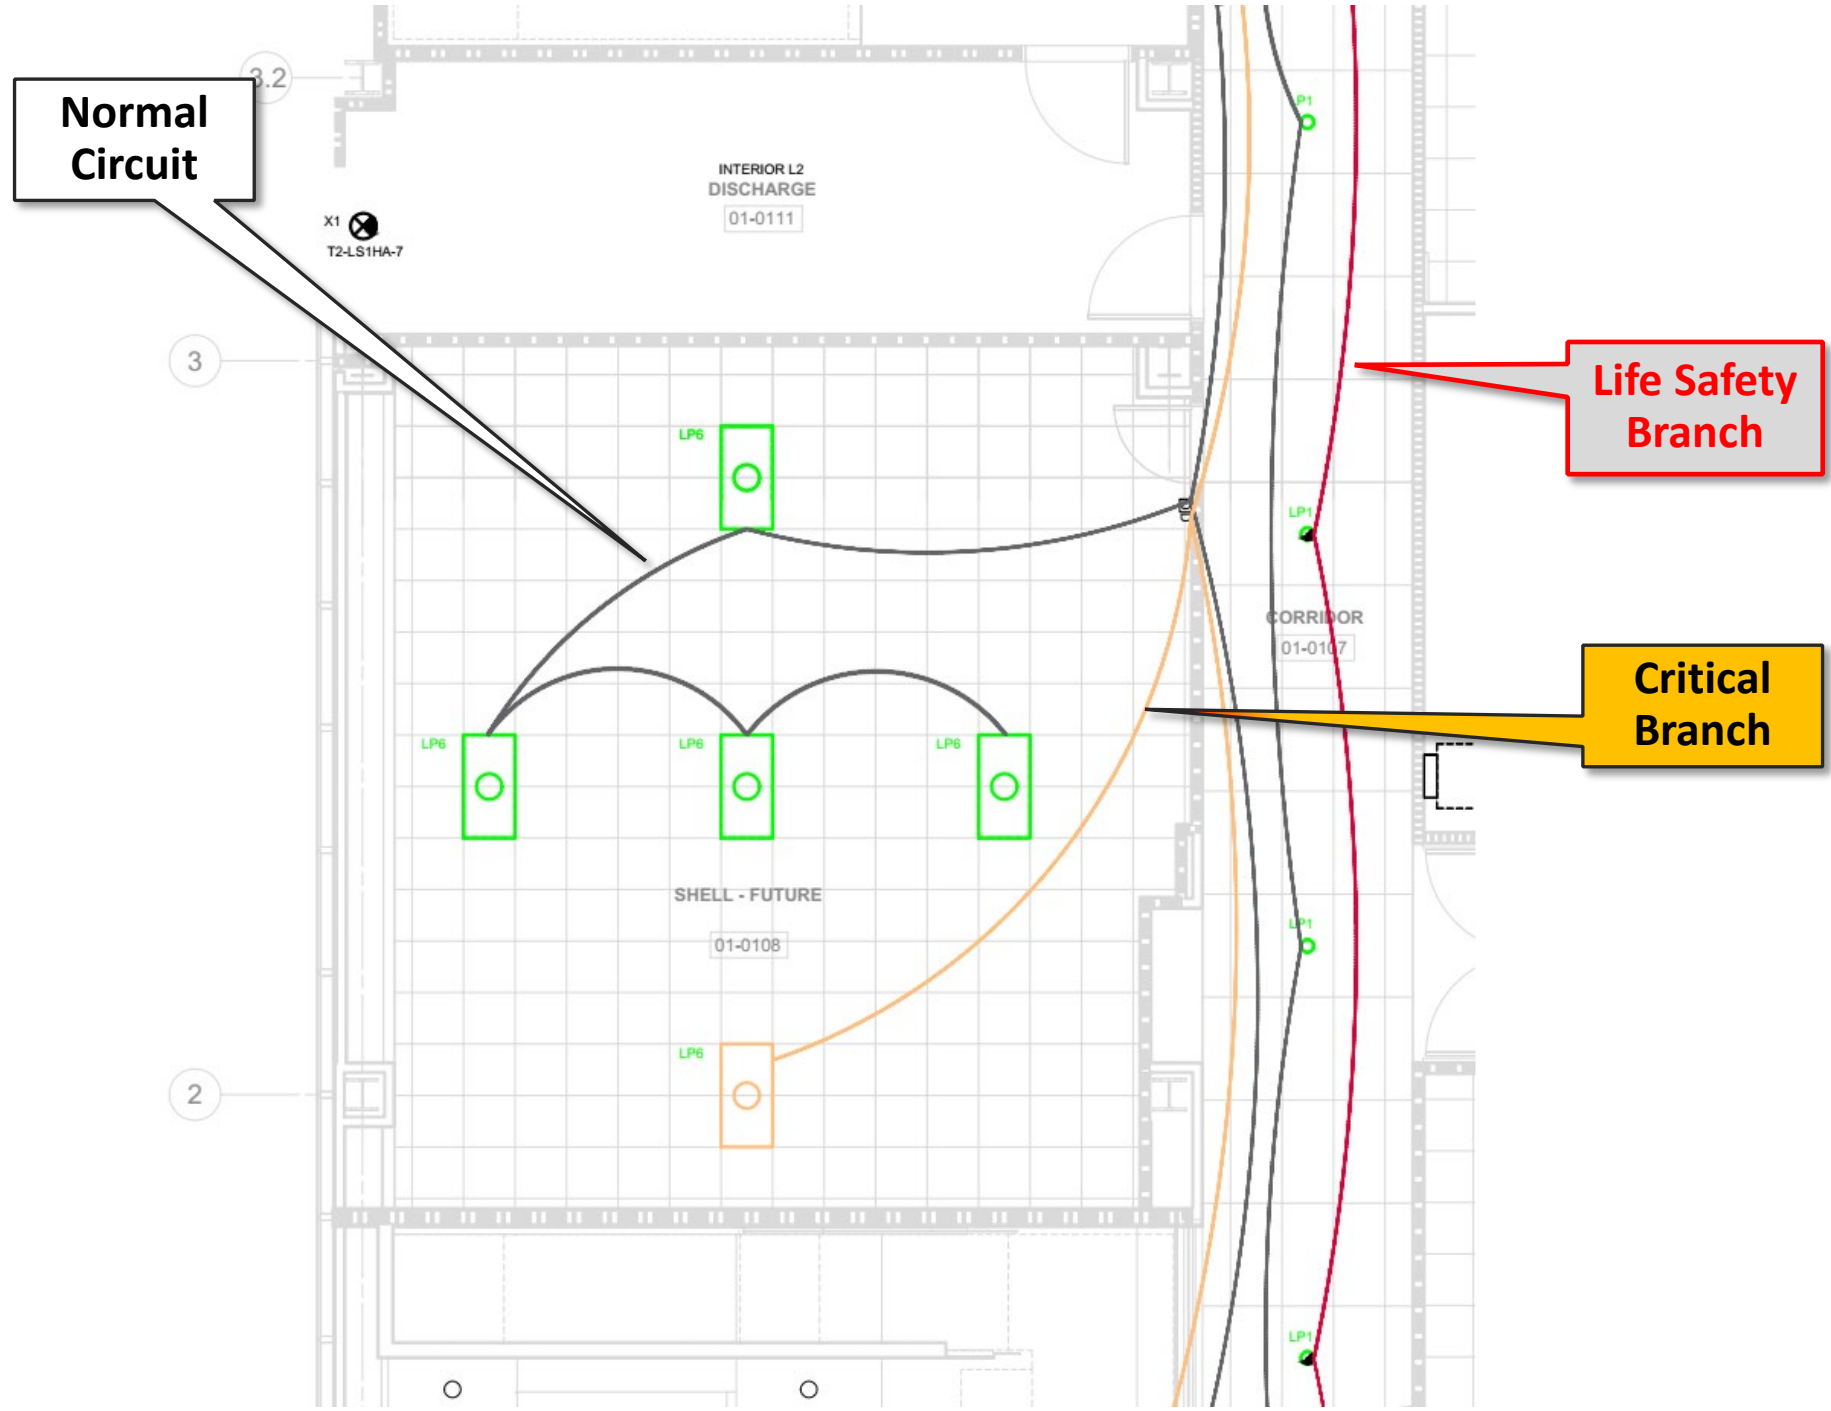 3.2
Normal
Circuit
P1
INTERIOR L2
DISCHARGE
01-0111
X1
T2-LS1HA-7
3
Life Safety
Branch
LP6
LP1
CORRIDOR
01-0107
Critical
Branch
LP6
LP6
LP6
SHELL - FUTURE
01-0108
LP1
LP6
2
LP1